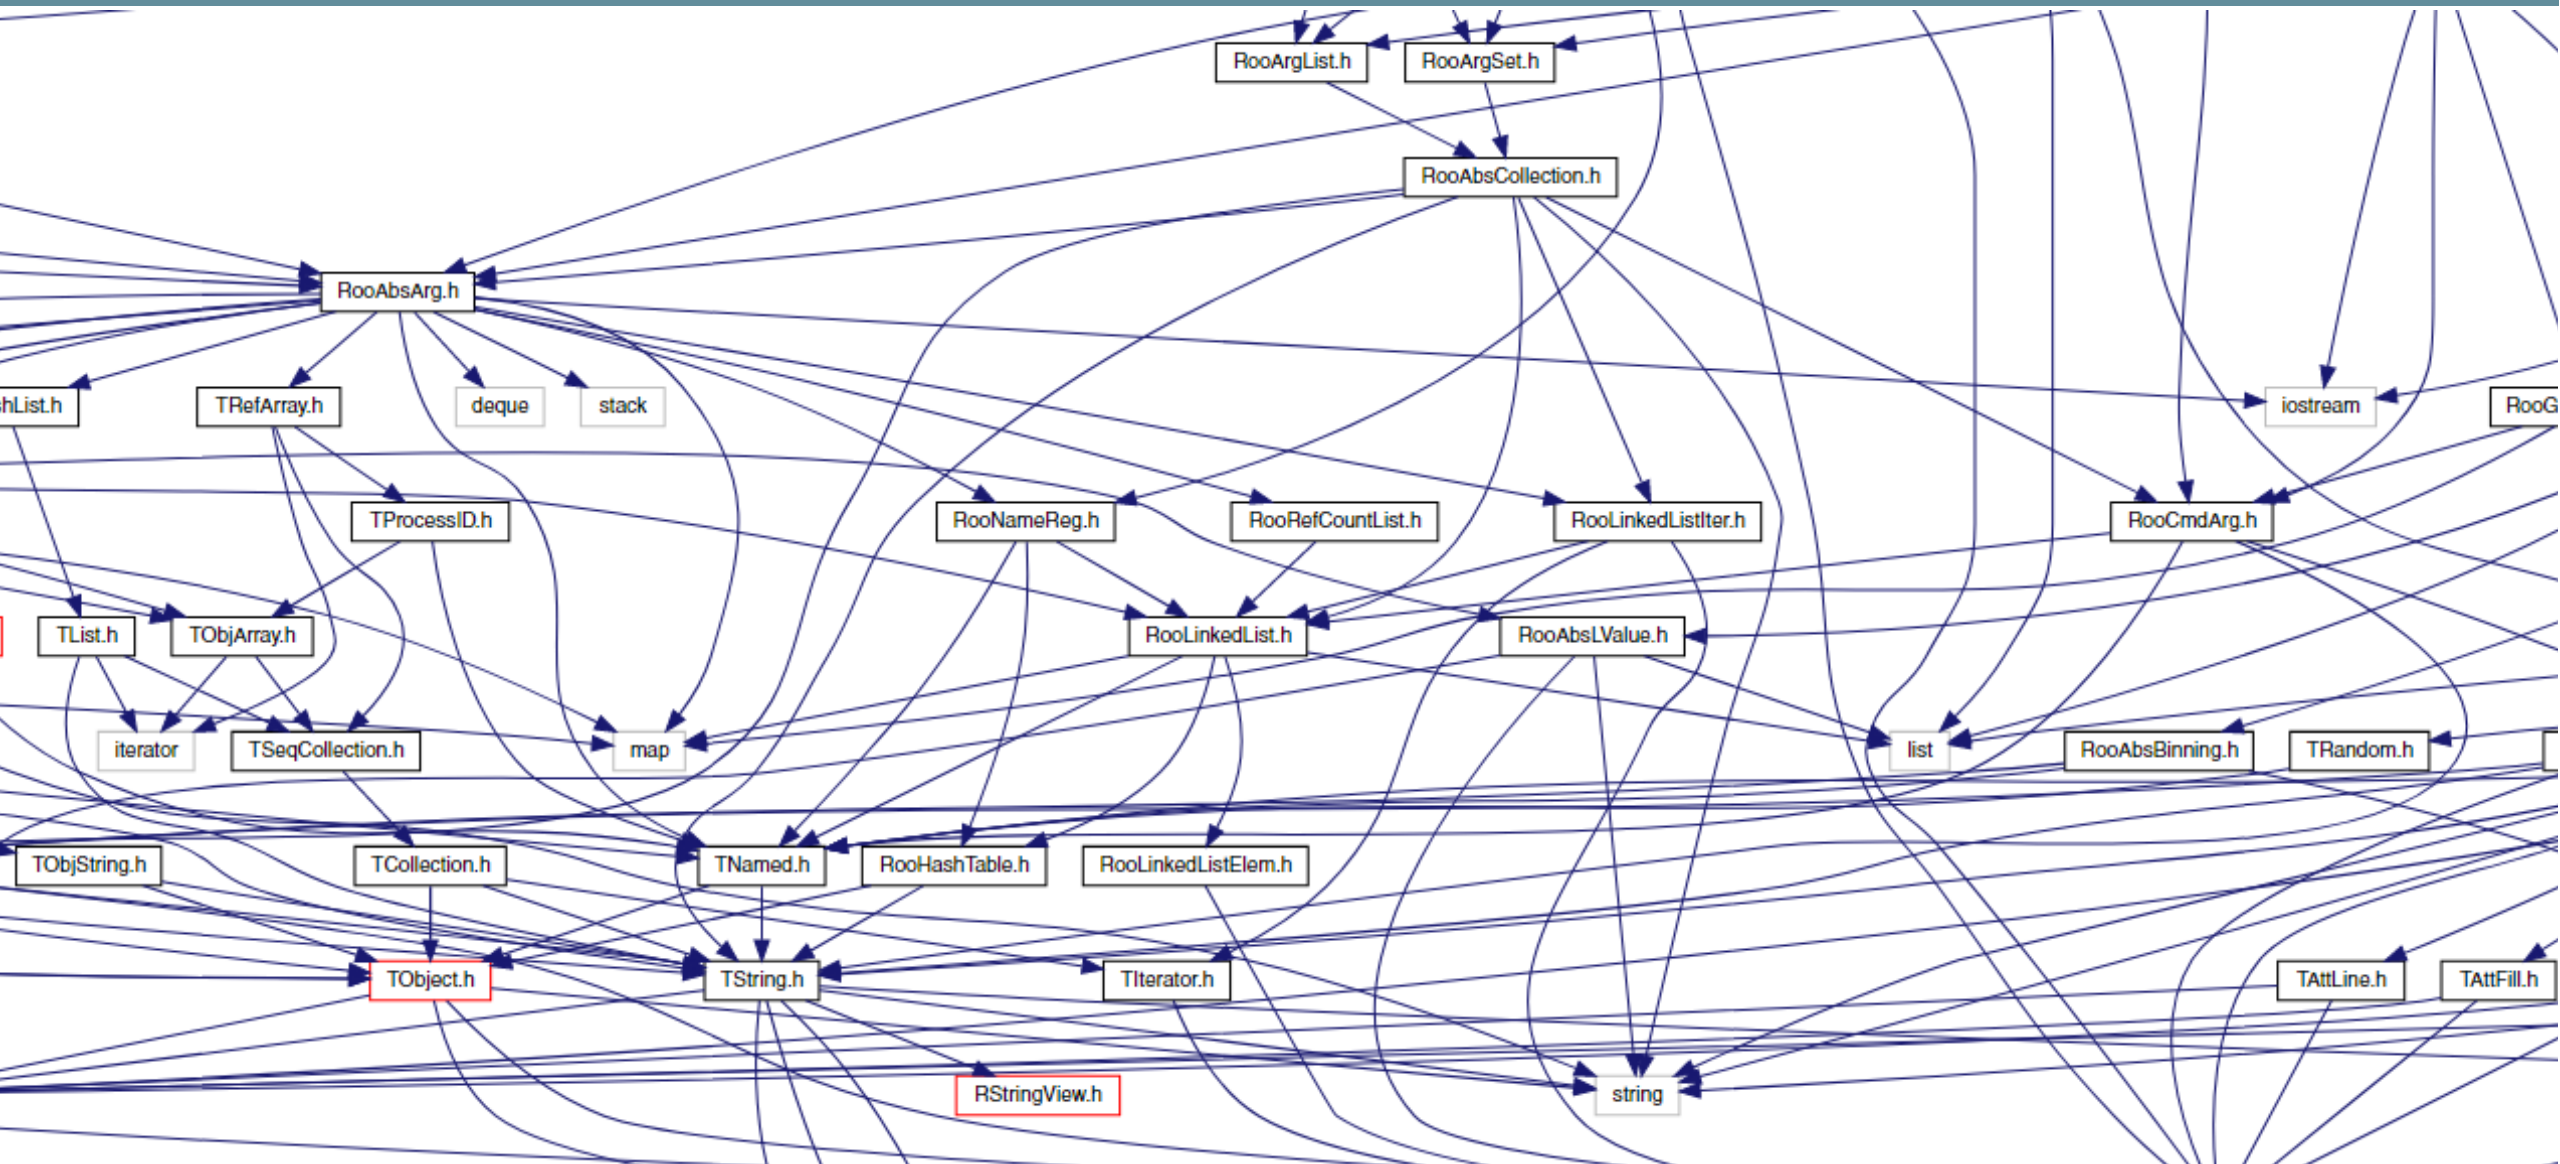 RooArgList.h
RooArgSet.h
RooAbsCollection.h
RooAbsArg.h
shList.h
TRefArray.h
deque
stack
iostream
RooG
TProcessID.h
RooNameReg.h
RooRefCountList.h
RooLinkedListIter.h
RooCmdArg.h
TList.h
TObjArray.h
RooLinkedList.h
RooAbsLValue.h
iterator
TSeqCollection.h
map
list
RooAbsBinning.h
TRandom.h
TObjString.h
TCollection.h
TNamed.h
RooHashTable.h
RooLinkedListElem.h
TObject.h
TString.h
TIterator.h
TAttLine.h
TAttFill.h
RStringView.h
string